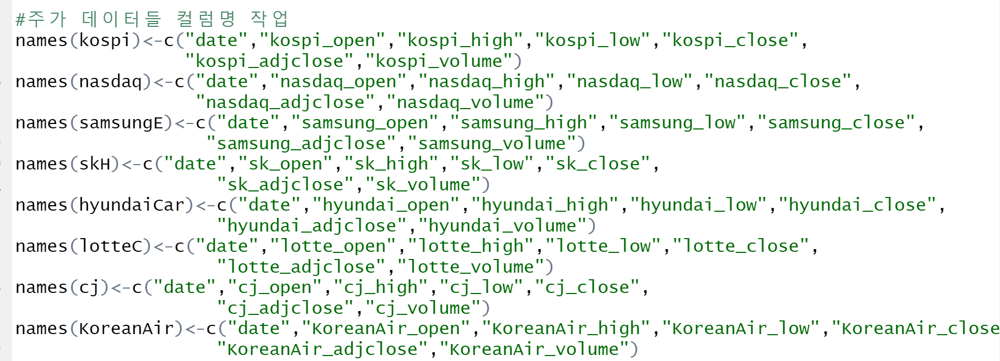 #주가 데이터들 컬럼명 작업
names(kospi)<-c("date","kospi_open","kospi_high","kospi_low","kospi_close",
"kospi_adjclose","kospi_volume")
names(nasdaq)<-c("date","nasdaq_open","nasdaq_high","nasdaq_low","nasdaq_close",
"nasdaq_adjclose","nasdaq_volume")
names(samsungE)<-c("date","samsung_open","samsung_high","samsung_low","samsung_close",
"samsung_adjclose","samsung_volume")
names(skH)<-c("date","sk_open","sk_high","sk_low","sk_close",
"sk_adjclose","sk_volume")
names(hyundaiCar)<-c("date","hyundai_open","hyundai_high","hyundai_low","hyundai_close",
"hyundai_adjclose","hyundai_volume")
names(lotteC)<-c("date","lotte_open","lotte_high","lotte_low","lotte_close",
"lotte_adjclose","lotte_volume")
names(cj)<-c("date","cj_open","cj_high","cj_low","cj_close",
"cj_adjclose","cj_volume")
names(KoreanAir)<-c("date","KoreanAir_open","KoreanAir_high","KoreanAir_low","KoreanAir_close
"KoreanAir_adjclose","KoreanAir_volume")